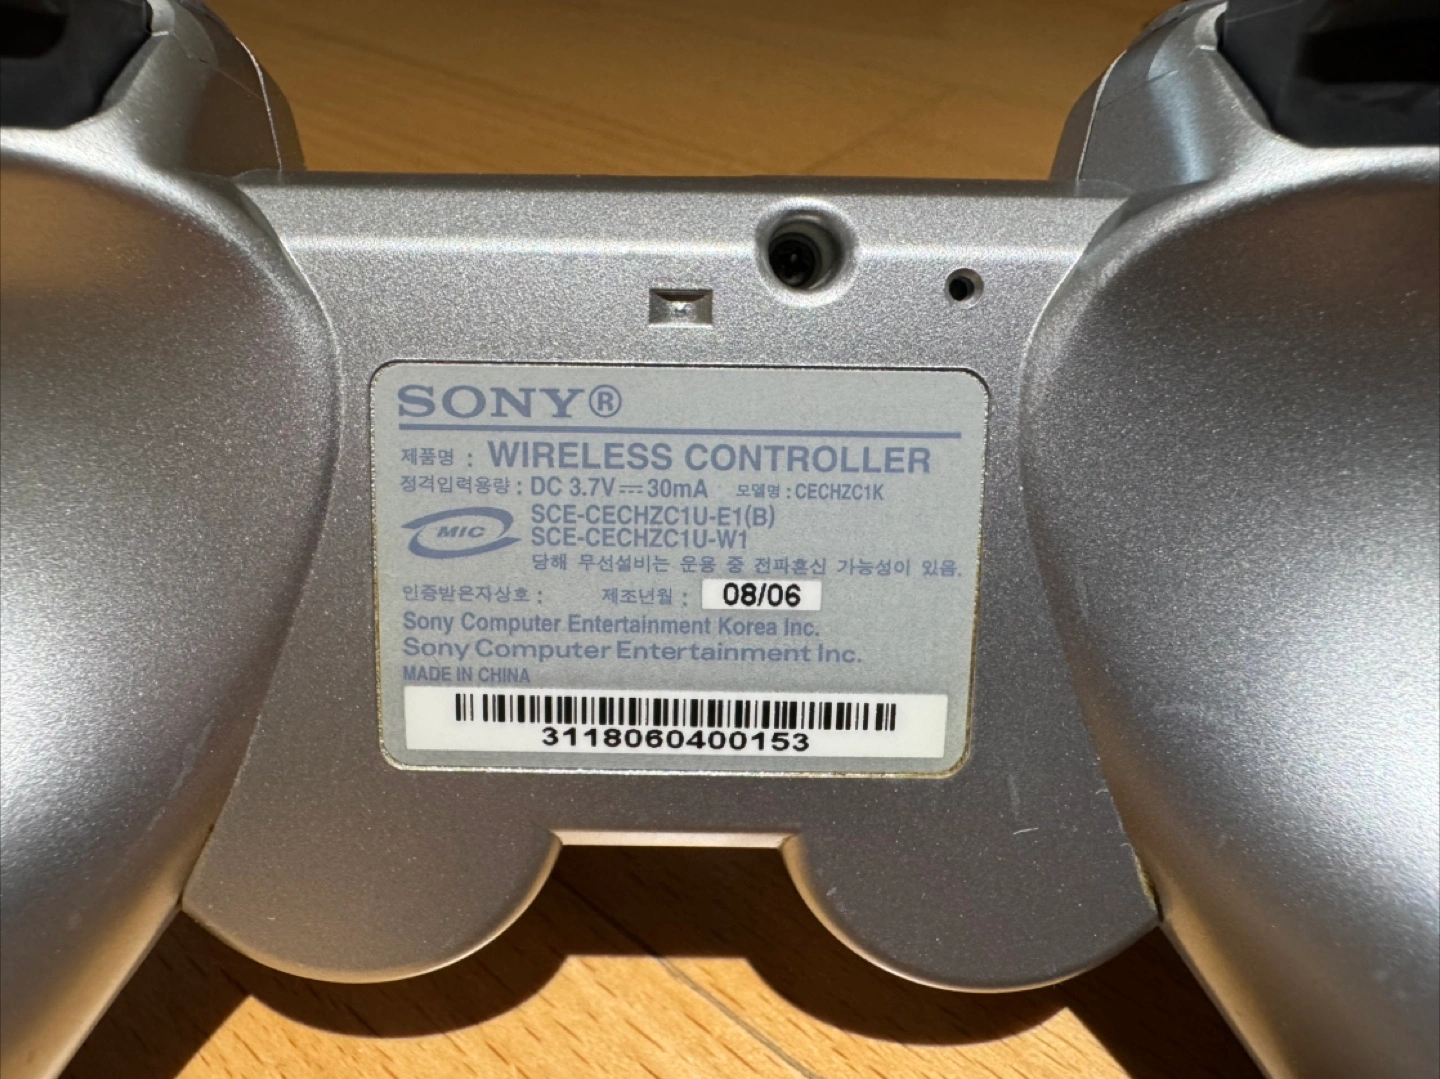 SONY®
제품명 : WIRELESS CONTROLLER
정격입력용량 : DC 3.7V⎓30mA 모델명 : CECHZC1K
MIC
SCE-CECHZC1U-E1(B)
SCE-CECHZC1U-W1
당해 무선설비는 운용 중 전파혼신 가능성이 있음.
인증받은자상호 : 제조년월 : 08/06
Sony Computer Entertainment Korea Inc.
Sony Computer Entertainment Inc.
MADE IN CHINA
3118060400153